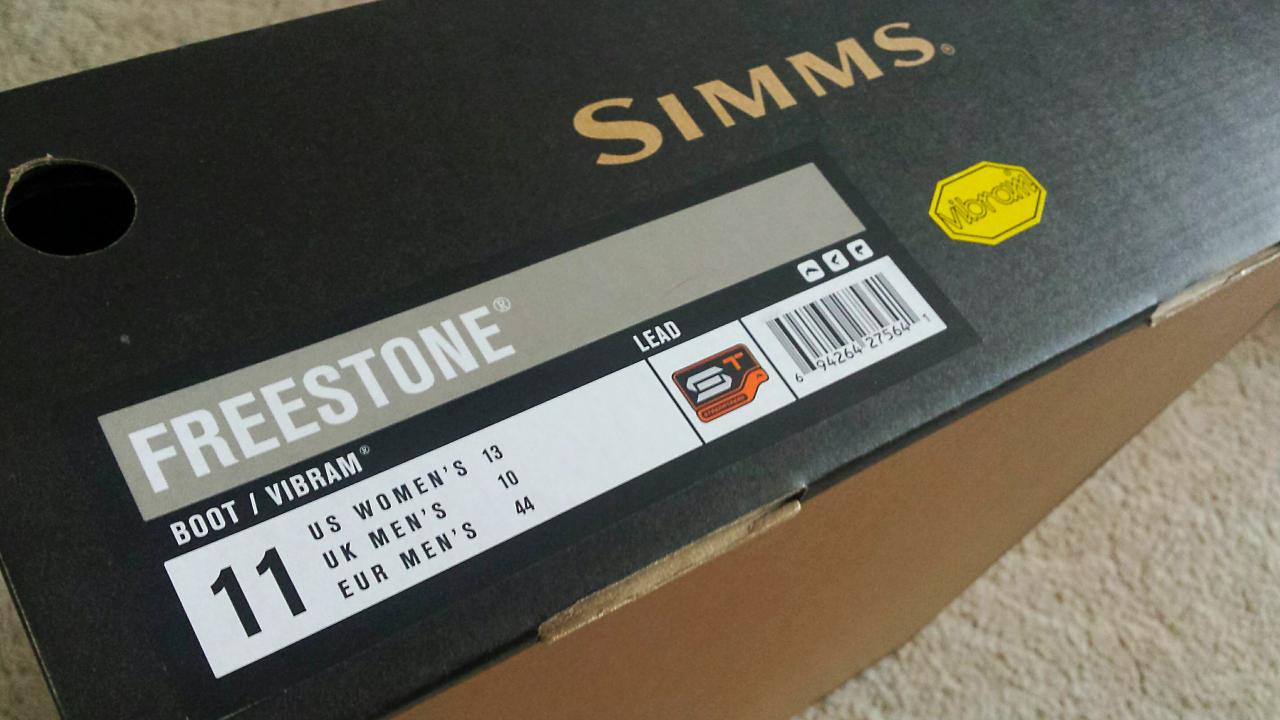 SIMMS®
vibram
FREESTONE®
BOOT / VIBRAM®
LEAD
11
US WOMEN'S 13
UK MEN'S 10
EUR MEN'S 44
ST
6 94264 27564 1